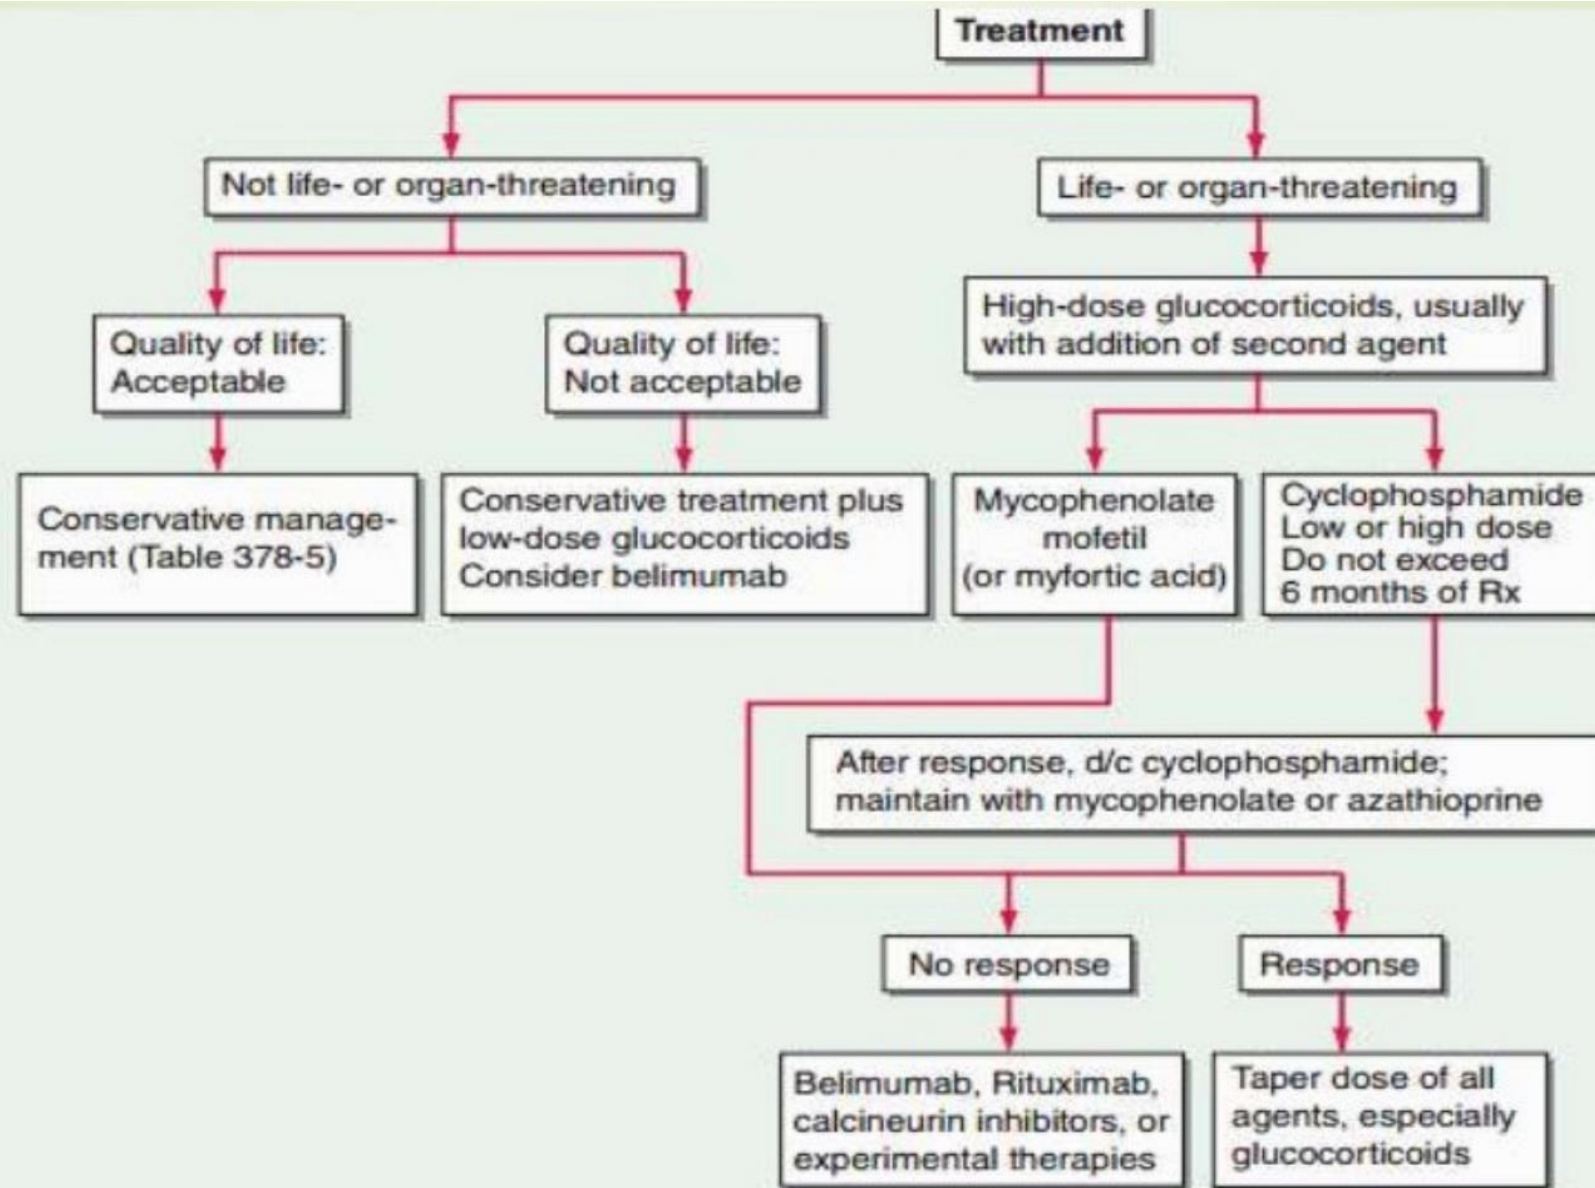 Treatment
Not life- or organ-threatening
Life- or organ-threatening
Quality of life:
Acceptable
Quality of life:
Not acceptable
High-dose glucocorticoids, usually
with addition of second agent
Conservative manage-
ment (Table 378-5)
Conservative treatment plus
low-dose glucocorticoids
Consider belimumab
Mycophenolate
mofetil
(or myfortic acid)
Cyclophosphamide
Low or high dose
Do not exceed
6 months of Rx
After response, d/c cyclophosphamide;
maintain with mycophenolate or azathioprine
No response
Response
Belimumab, Rituximab,
calcineurin inhibitors, or
experimental therapies
Taper dose of all
agents, especially
glucocorticoids